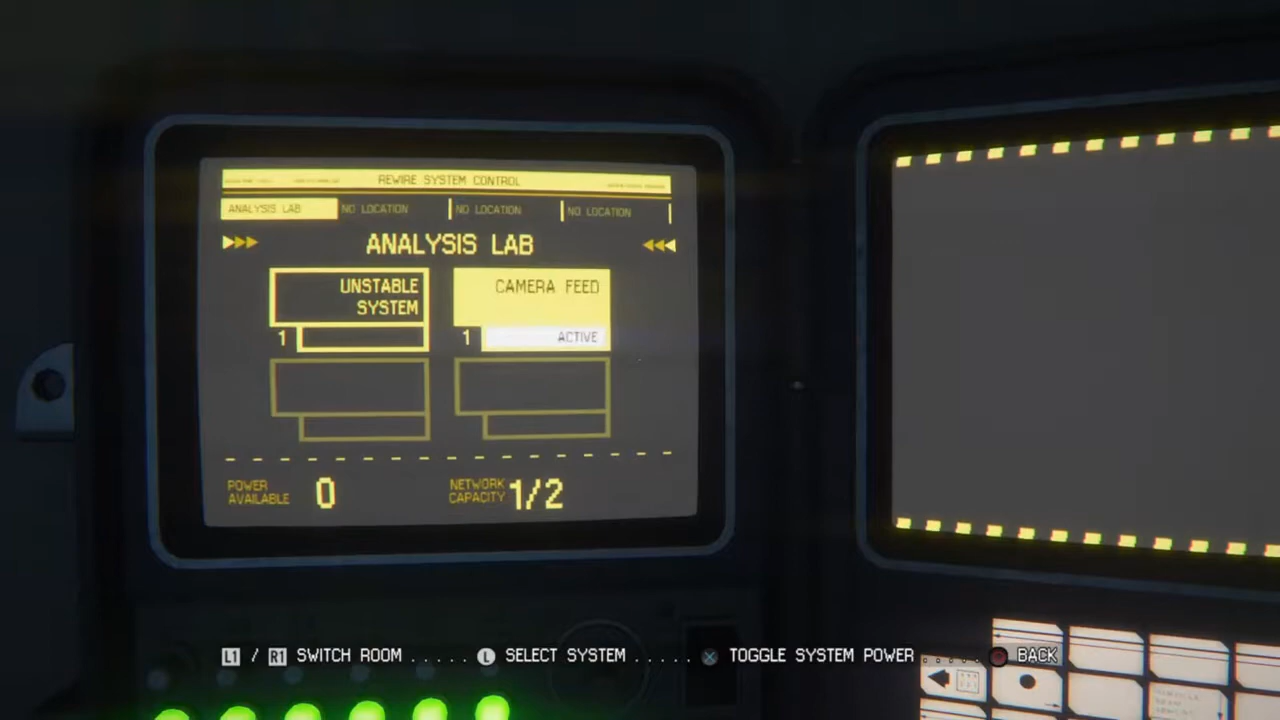 REWIRE SYSTEM CONTROL
ANALYSIS LAB NO LOCATION NO LOCATION NO LOCATION
ANALYSIS LAB
UNSTABLE
SYSTEM
1
CAMERA FEED
1 ACTIVE
POWER
AVAILABLE 0
NETWORK
CAPACITY 1/2
L1 / R1 SWITCH ROOM ..... L SELECT SYSTEM ..... X TOGGLE SYSTEM POWER ..... BACK